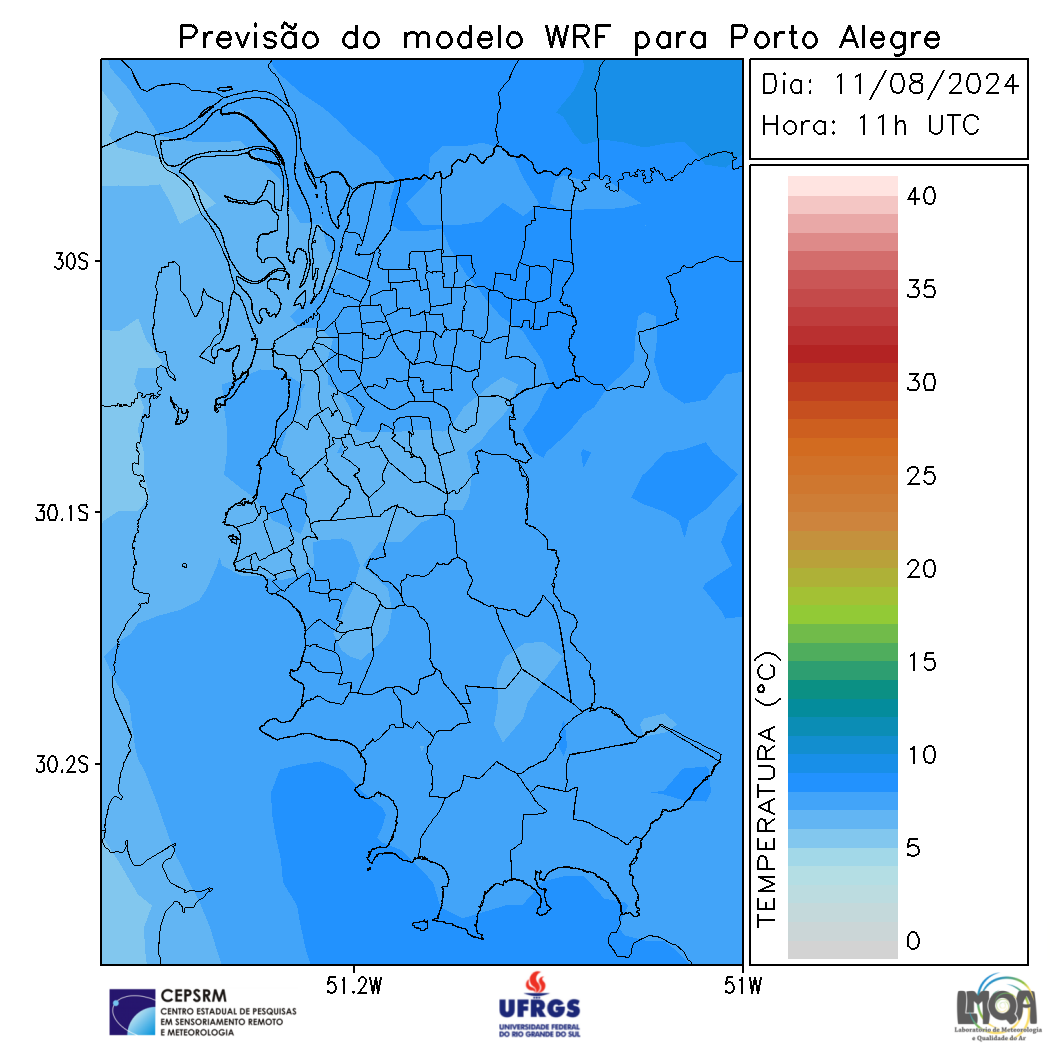 Previsão do modelo WRF para Porto Alegre
Dia: 11/08/2024
Hora: 11h UTC
30S
30.1S
30.2S
51.2W
51W
TEMPERATURA (°C)
40
35
30
25
20
15
10
5
0
CEPSRM
CENTRO ESTADUAL DE PESQUISAS
EM SENSORIAMENTO REMOTO
E METEOROLOGIA
UFRGS
UNIVERSIDADE FEDERAL
DO RIO GRANDE DO SUL
LMQA
Laboratório de Meteorologia
e Qualidade do Ar